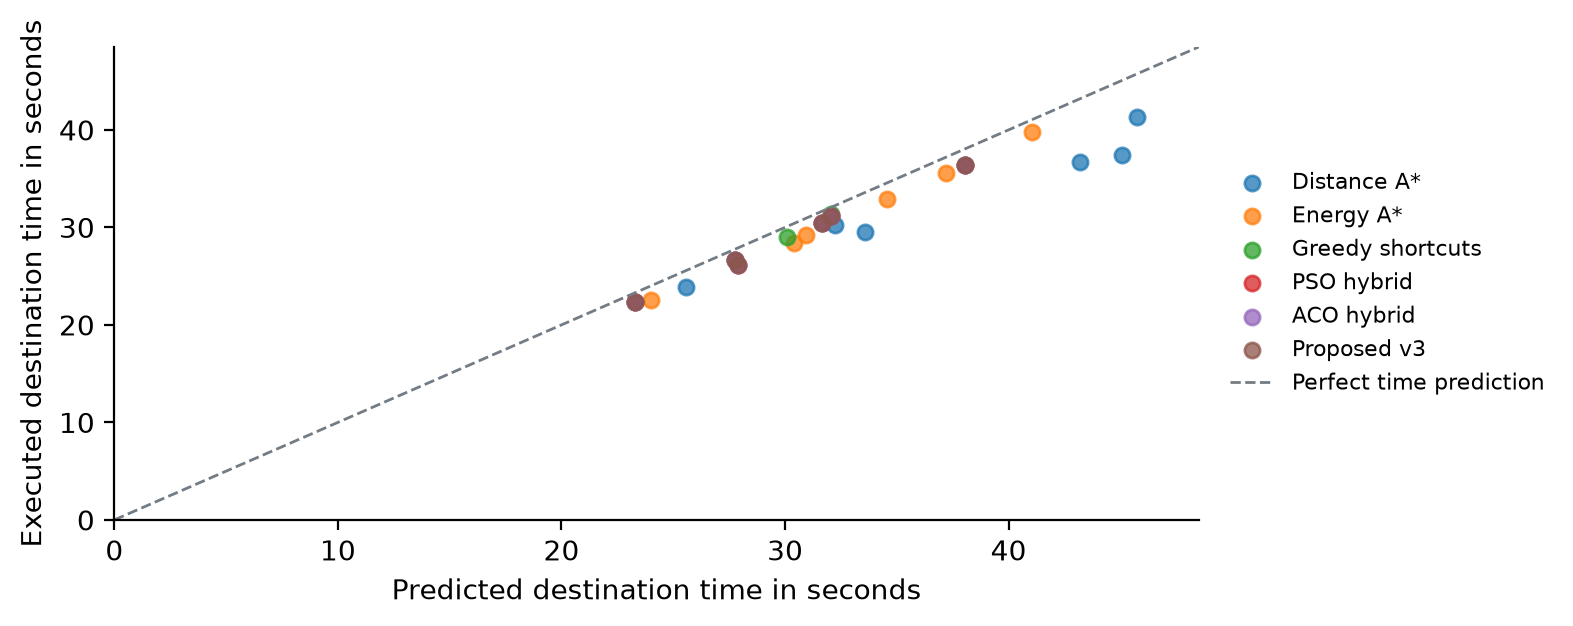 Executed destination time in seconds
40
30
20
10
0
0 10 20 30 40
Predicted destination time in seconds
Distance A*
Energy A*
Greedy shortcuts
PSO hybrid
ACO hybrid
Proposed v3
Perfect time prediction